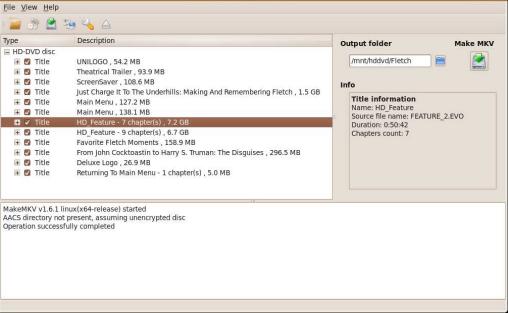 File View Help
Type Description
HD-DVD disc
Title UNILOGO , 54.2 MB
Title Theatrical Trailer , 93.9 MB
Title ScreenSaver , 108.6 MB
Title Just Charge It To The Underhills: Making And Remembering Fletch , 1.5 GB
Title Main Menu , 127.2 MB
Title Main Menu , 138.1 MB
Title HD_Feature - 7 chapter(s) , 7.2 GB
Title HD_Feature - 9 chapter(s) , 6.7 GB
Title Favorite Fletch Moments , 158.9 MB
Title From John Cocktoastin to Harry S. Truman: The Disguises , 296.5 MB
Title Deluxe Logo , 26.9 MB
Title Returning To Main Menu - 1 chapter(s) , 5.0 MB
Output folder Make MKV
/mnt/hddvd/Fletch
Info
Title information
Name: HD_Feature
Source file name: FEATURE_2.EVO
Duration: 0:50:42
Chapters count: 7
MakeMKV v1.6.1 linux(x64-release) started
AACS directory not present, assuming unencrypted disc
Operation successfully completed